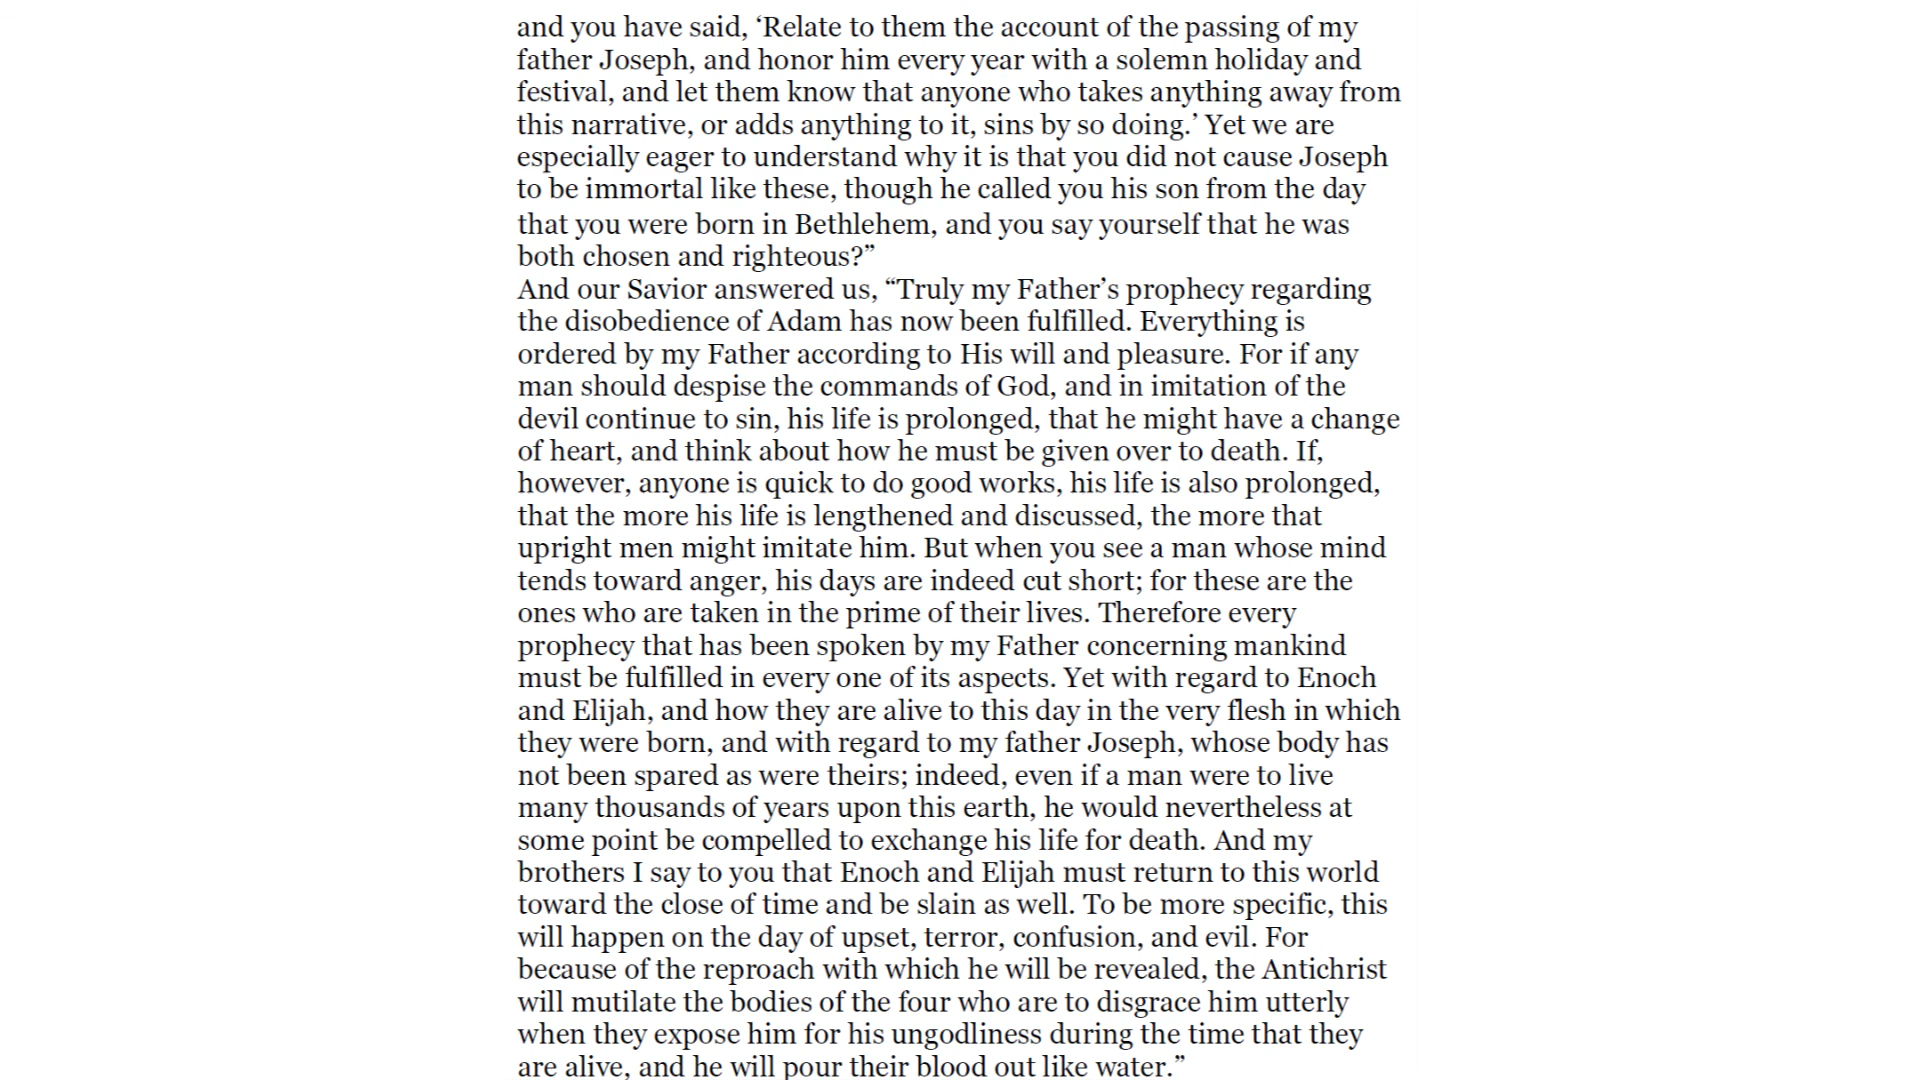 and you have said, ‘Relate to them the account of the passing of my
father Joseph, and honor him every year with a solemn holiday and
festival, and let them know that anyone who takes anything away from
this narrative, or adds anything to it, sins by so doing.’ Yet we are
especially eager to understand why it is that you did not cause Joseph
to be immortal like these, though he called you his son from the day
that you were born in Bethlehem, and you say yourself that he was
both chosen and righteous?”
And our Savior answered us, “Truly my Father’s prophecy regarding
the disobedience of Adam has now been fulfilled. Everything is
ordered by my Father according to His will and pleasure. For if any
man should despise the commands of God, and in imitation of the
devil continue to sin, his life is prolonged, that he might have a change
of heart, and think about how he must be given over to death. If,
however, anyone is quick to do good works, his life is also prolonged,
that the more his life is lengthened and discussed, the more that
upright men might imitate him. But when you see a man whose mind
tends toward anger, his days are indeed cut short; for these are the
ones who are taken in the prime of their lives. Therefore every
prophecy that has been spoken by my Father concerning mankind
must be fulfilled in every one of its aspects. Yet with regard to Enoch
and Elijah, and how they are alive to this day in the very flesh in which
they were born, and with regard to my father Joseph, whose body has
not been spared as were theirs; indeed, even if a man were to live
many thousands of years upon this earth, he would nevertheless at
some point be compelled to exchange his life for death. And my
brothers I say to you that Enoch and Elijah must return to this world
toward the close of time and be slain as well. To be more specific, this
will happen on the day of upset, terror, confusion, and evil. For
because of the reproach with which he will be revealed, the Antichrist
will mutilate the bodies of the four who are to disgrace him utterly
when they expose him for his ungodliness during the time that they
are alive, and he will pour their blood out like water.”